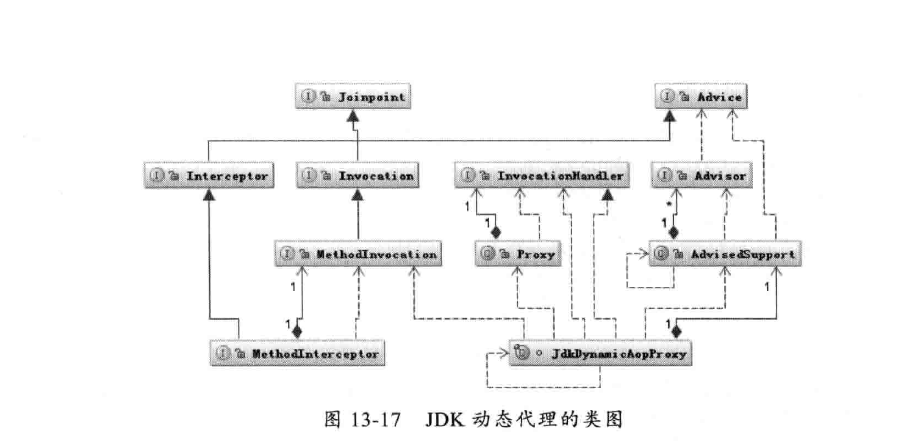 Joinpoint
Advice
Interceptor
Invocation
InvocationHandler
Advisor
1
1
*
1
MethodInvocation
Proxy
AdvisedSupport
1
1
1
1
MethodInterceptor
JdkDynamicAopProxy
图 13-17 JDK 动态代理的类图